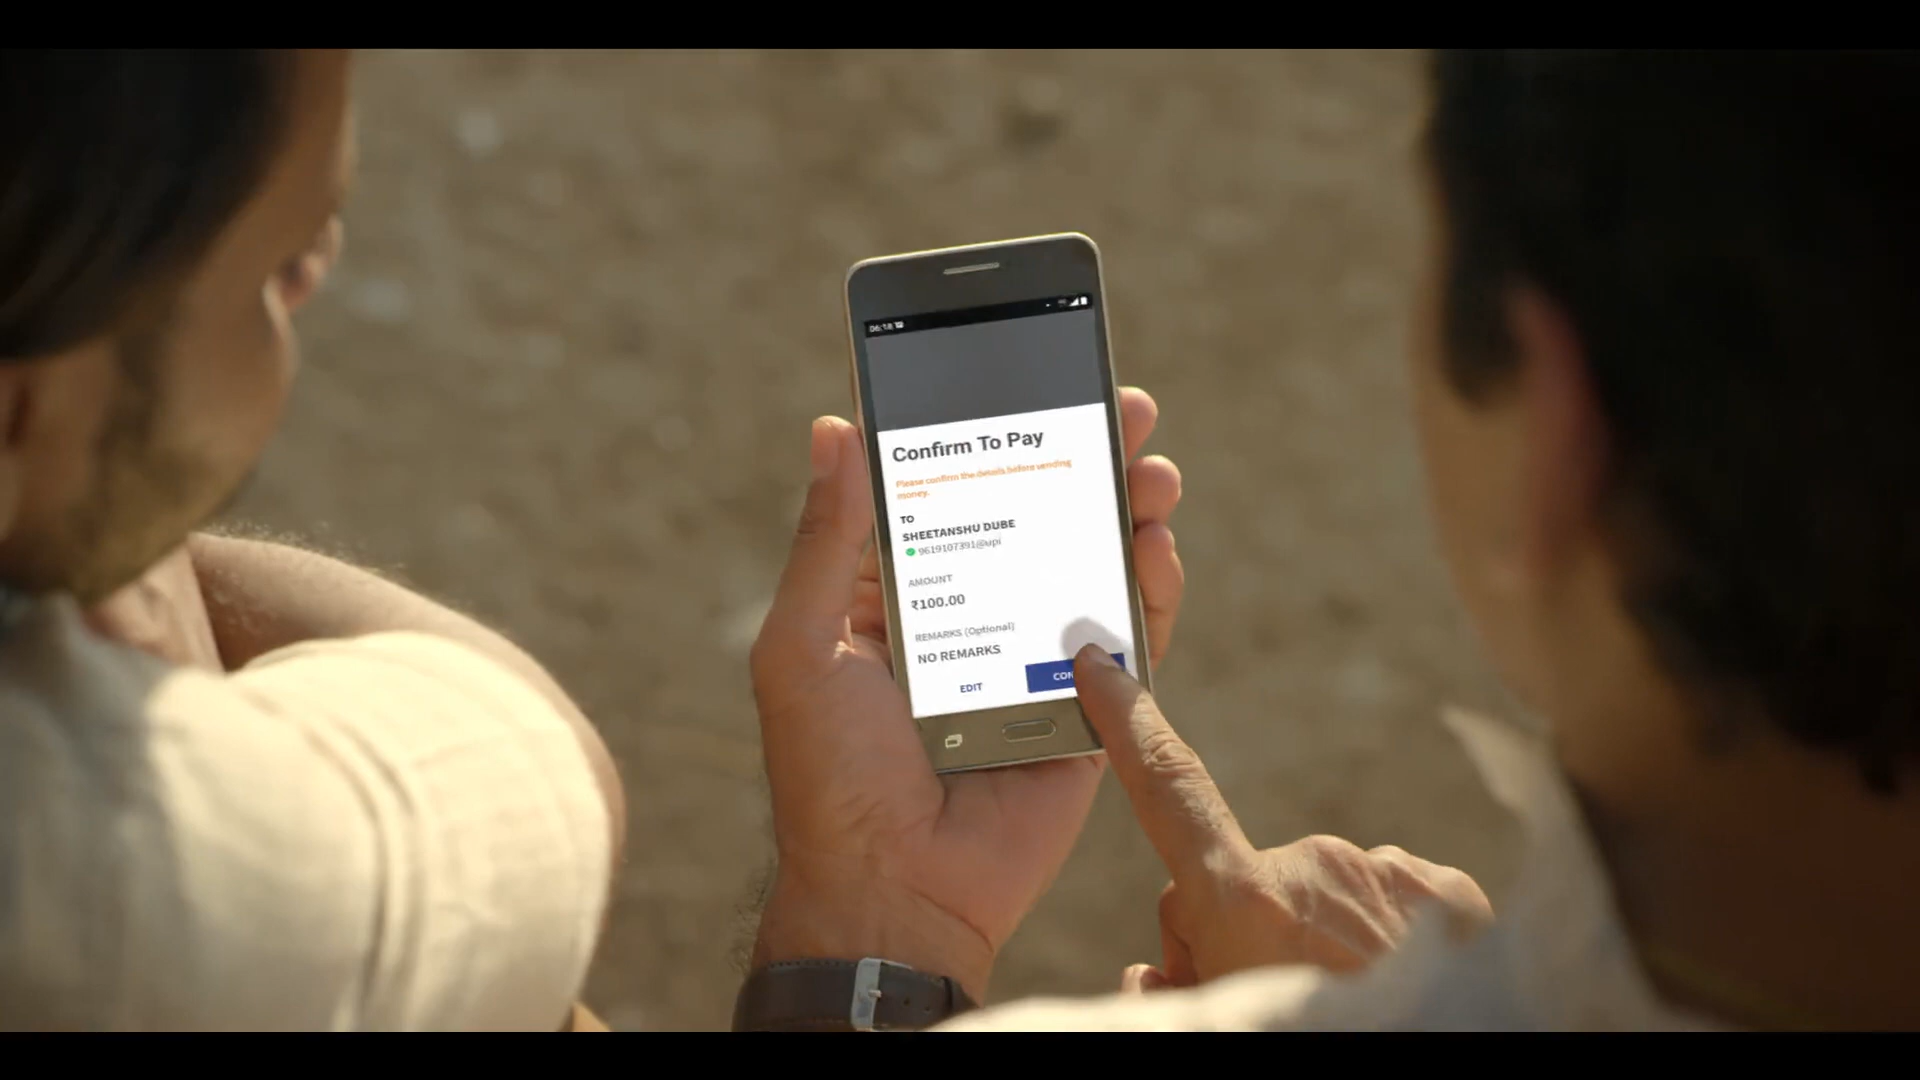 06:18
Confirm To Pay
Please confirm the details before sending
money.
TO
SHEETANSHU DUBE
9619107391@upi
AMOUNT
₹100.00
REMARKS (Optional)
NO REMARKS
EDIT
CON